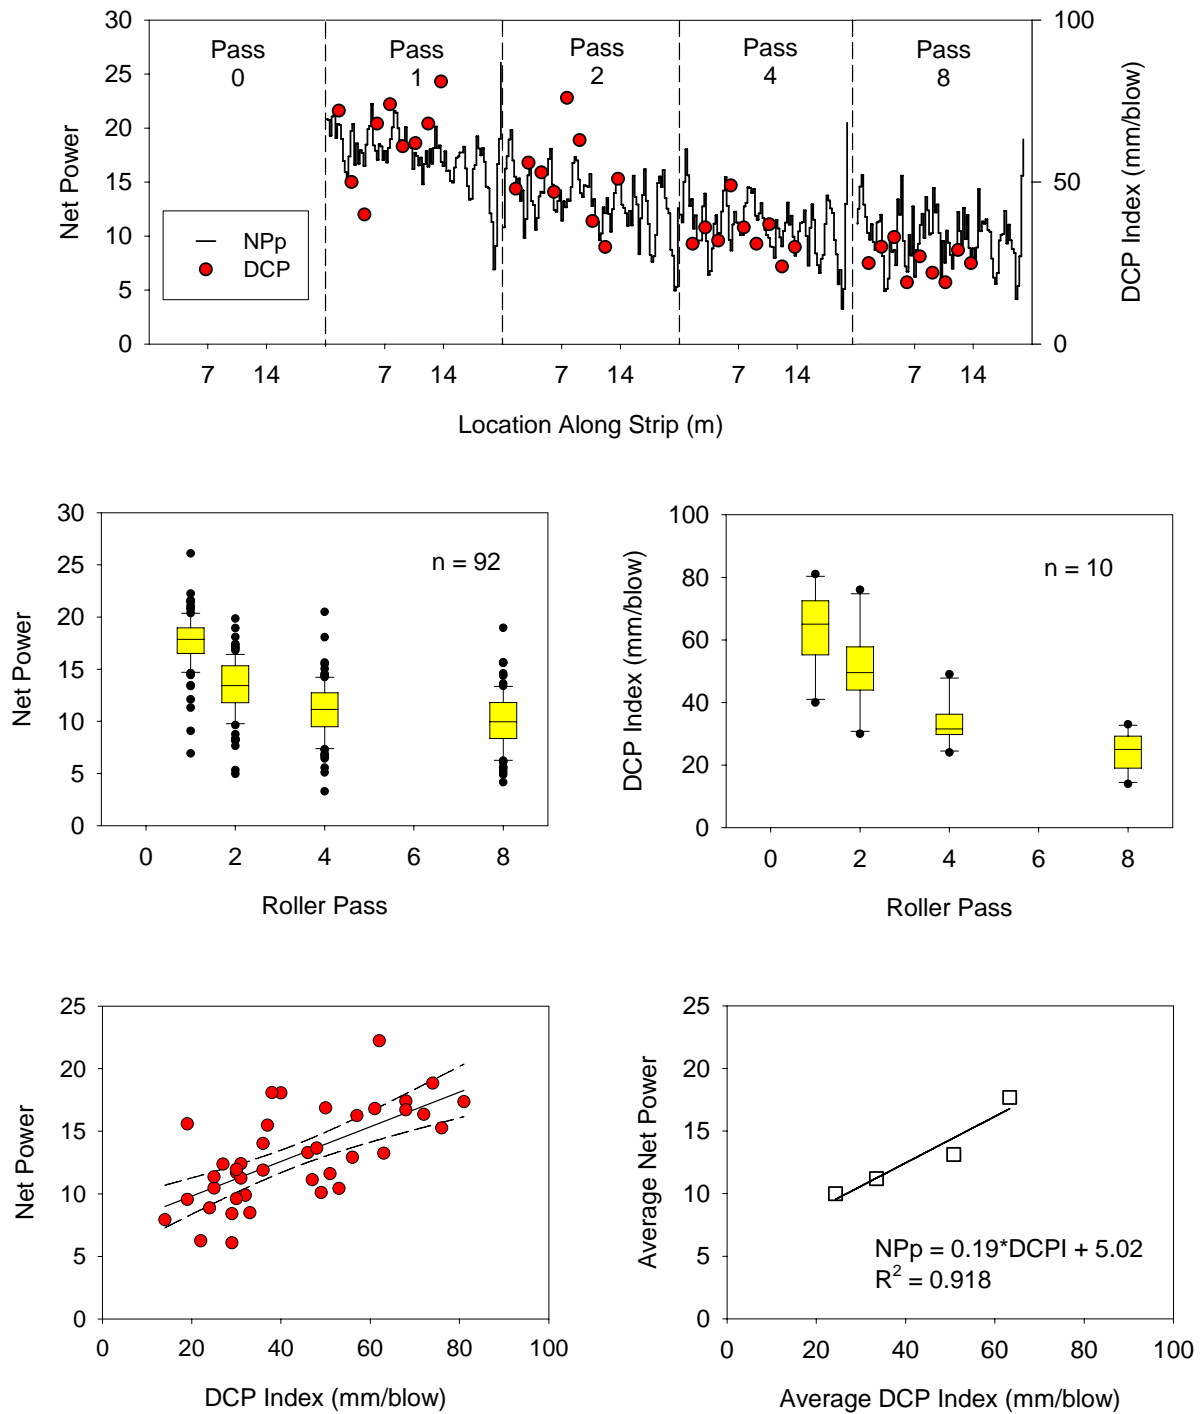 30
25
20
15
10
5
0
Net Power
Pass
0
Pass
1
Pass
2
Pass
4
Pass
8
NPp
DCP
100
50
0
DCP Index (mm/blow)
7 14 7 14 7 14 7 14 7 14
Location Along Strip (m)
30
25
20
15
10
5
0
Net Power
n = 92
0 2 4 6 8
Roller Pass
100
80
60
40
20
0
DCP Index (mm/blow)
n = 10
0 2 4 6 8
Roller Pass
25
20
15
10
5
0
Net Power
0 20 40 60 80 100
DCP Index (mm/blow)
25
20
15
10
5
0
Average Net Power
NPp = 0.19*DCPI + 5.02
R² = 0.918
0 20 40 60 80 100
Average DCP Index (mm/blow)